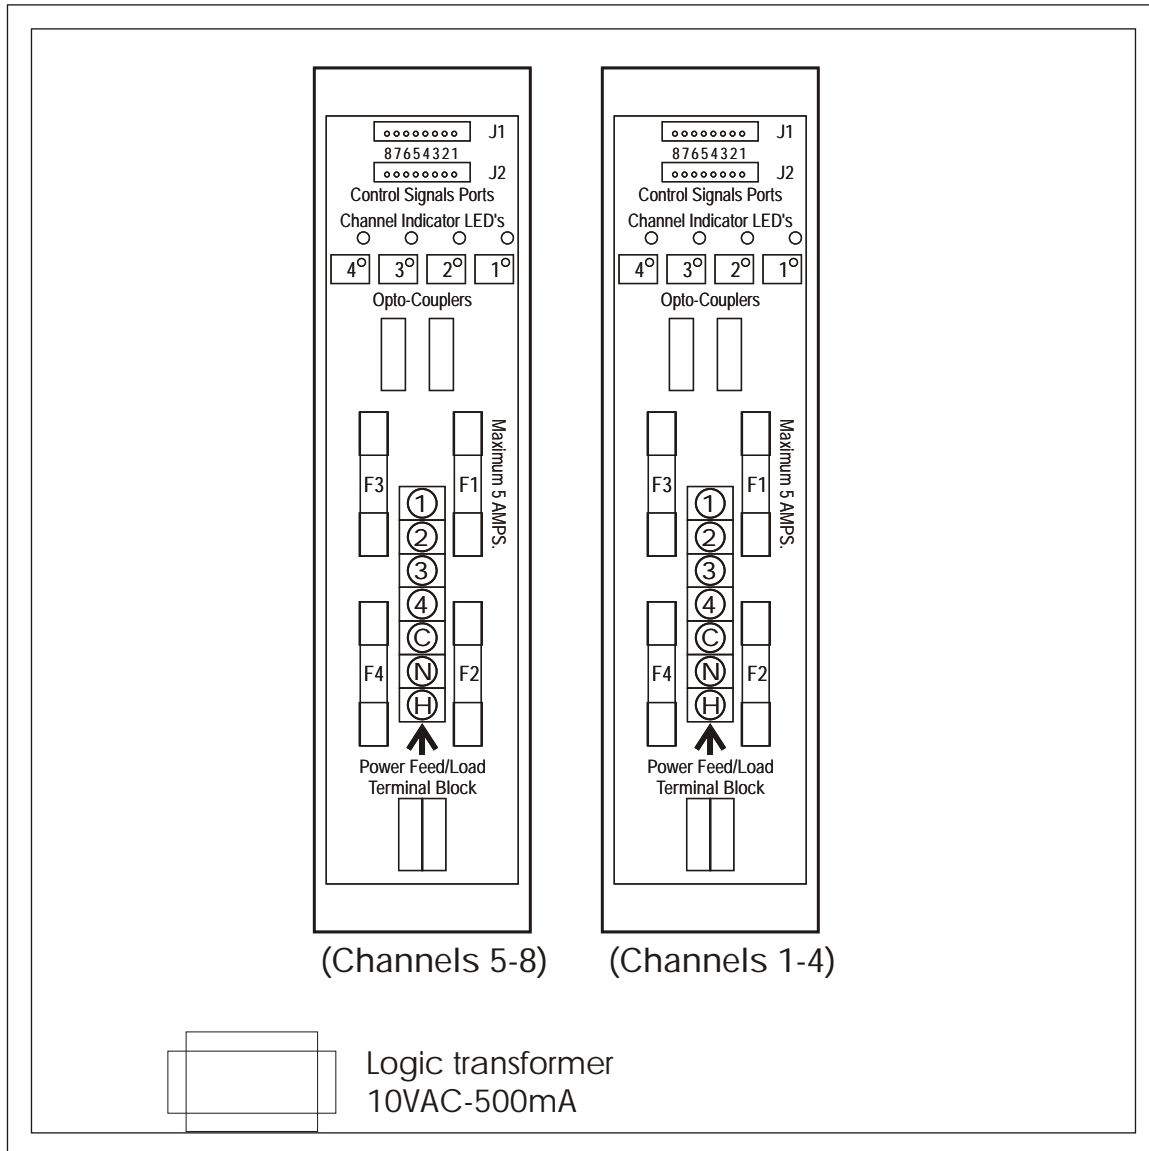 J1
87654321
J2
Control Signals Ports
Channel Indicator LED's
4 3 2 1
Opto-Couplers
Maximum 5 AMPS.
F3
F1
1
2
3
4
C
N
H
F4
F2
Power Feed/Load
Terminal Block
(Channels 5-8)
J1
87654321
J2
Control Signals Ports
Channel Indicator LED's
4 3 2 1
Opto-Couplers
Maximum 5 AMPS.
F3
F1
1
2
3
4
C
N
H
F4
F2
Power Feed/Load
Terminal Block
(Channels 1-4)
Logic transformer
10VAC-500mA